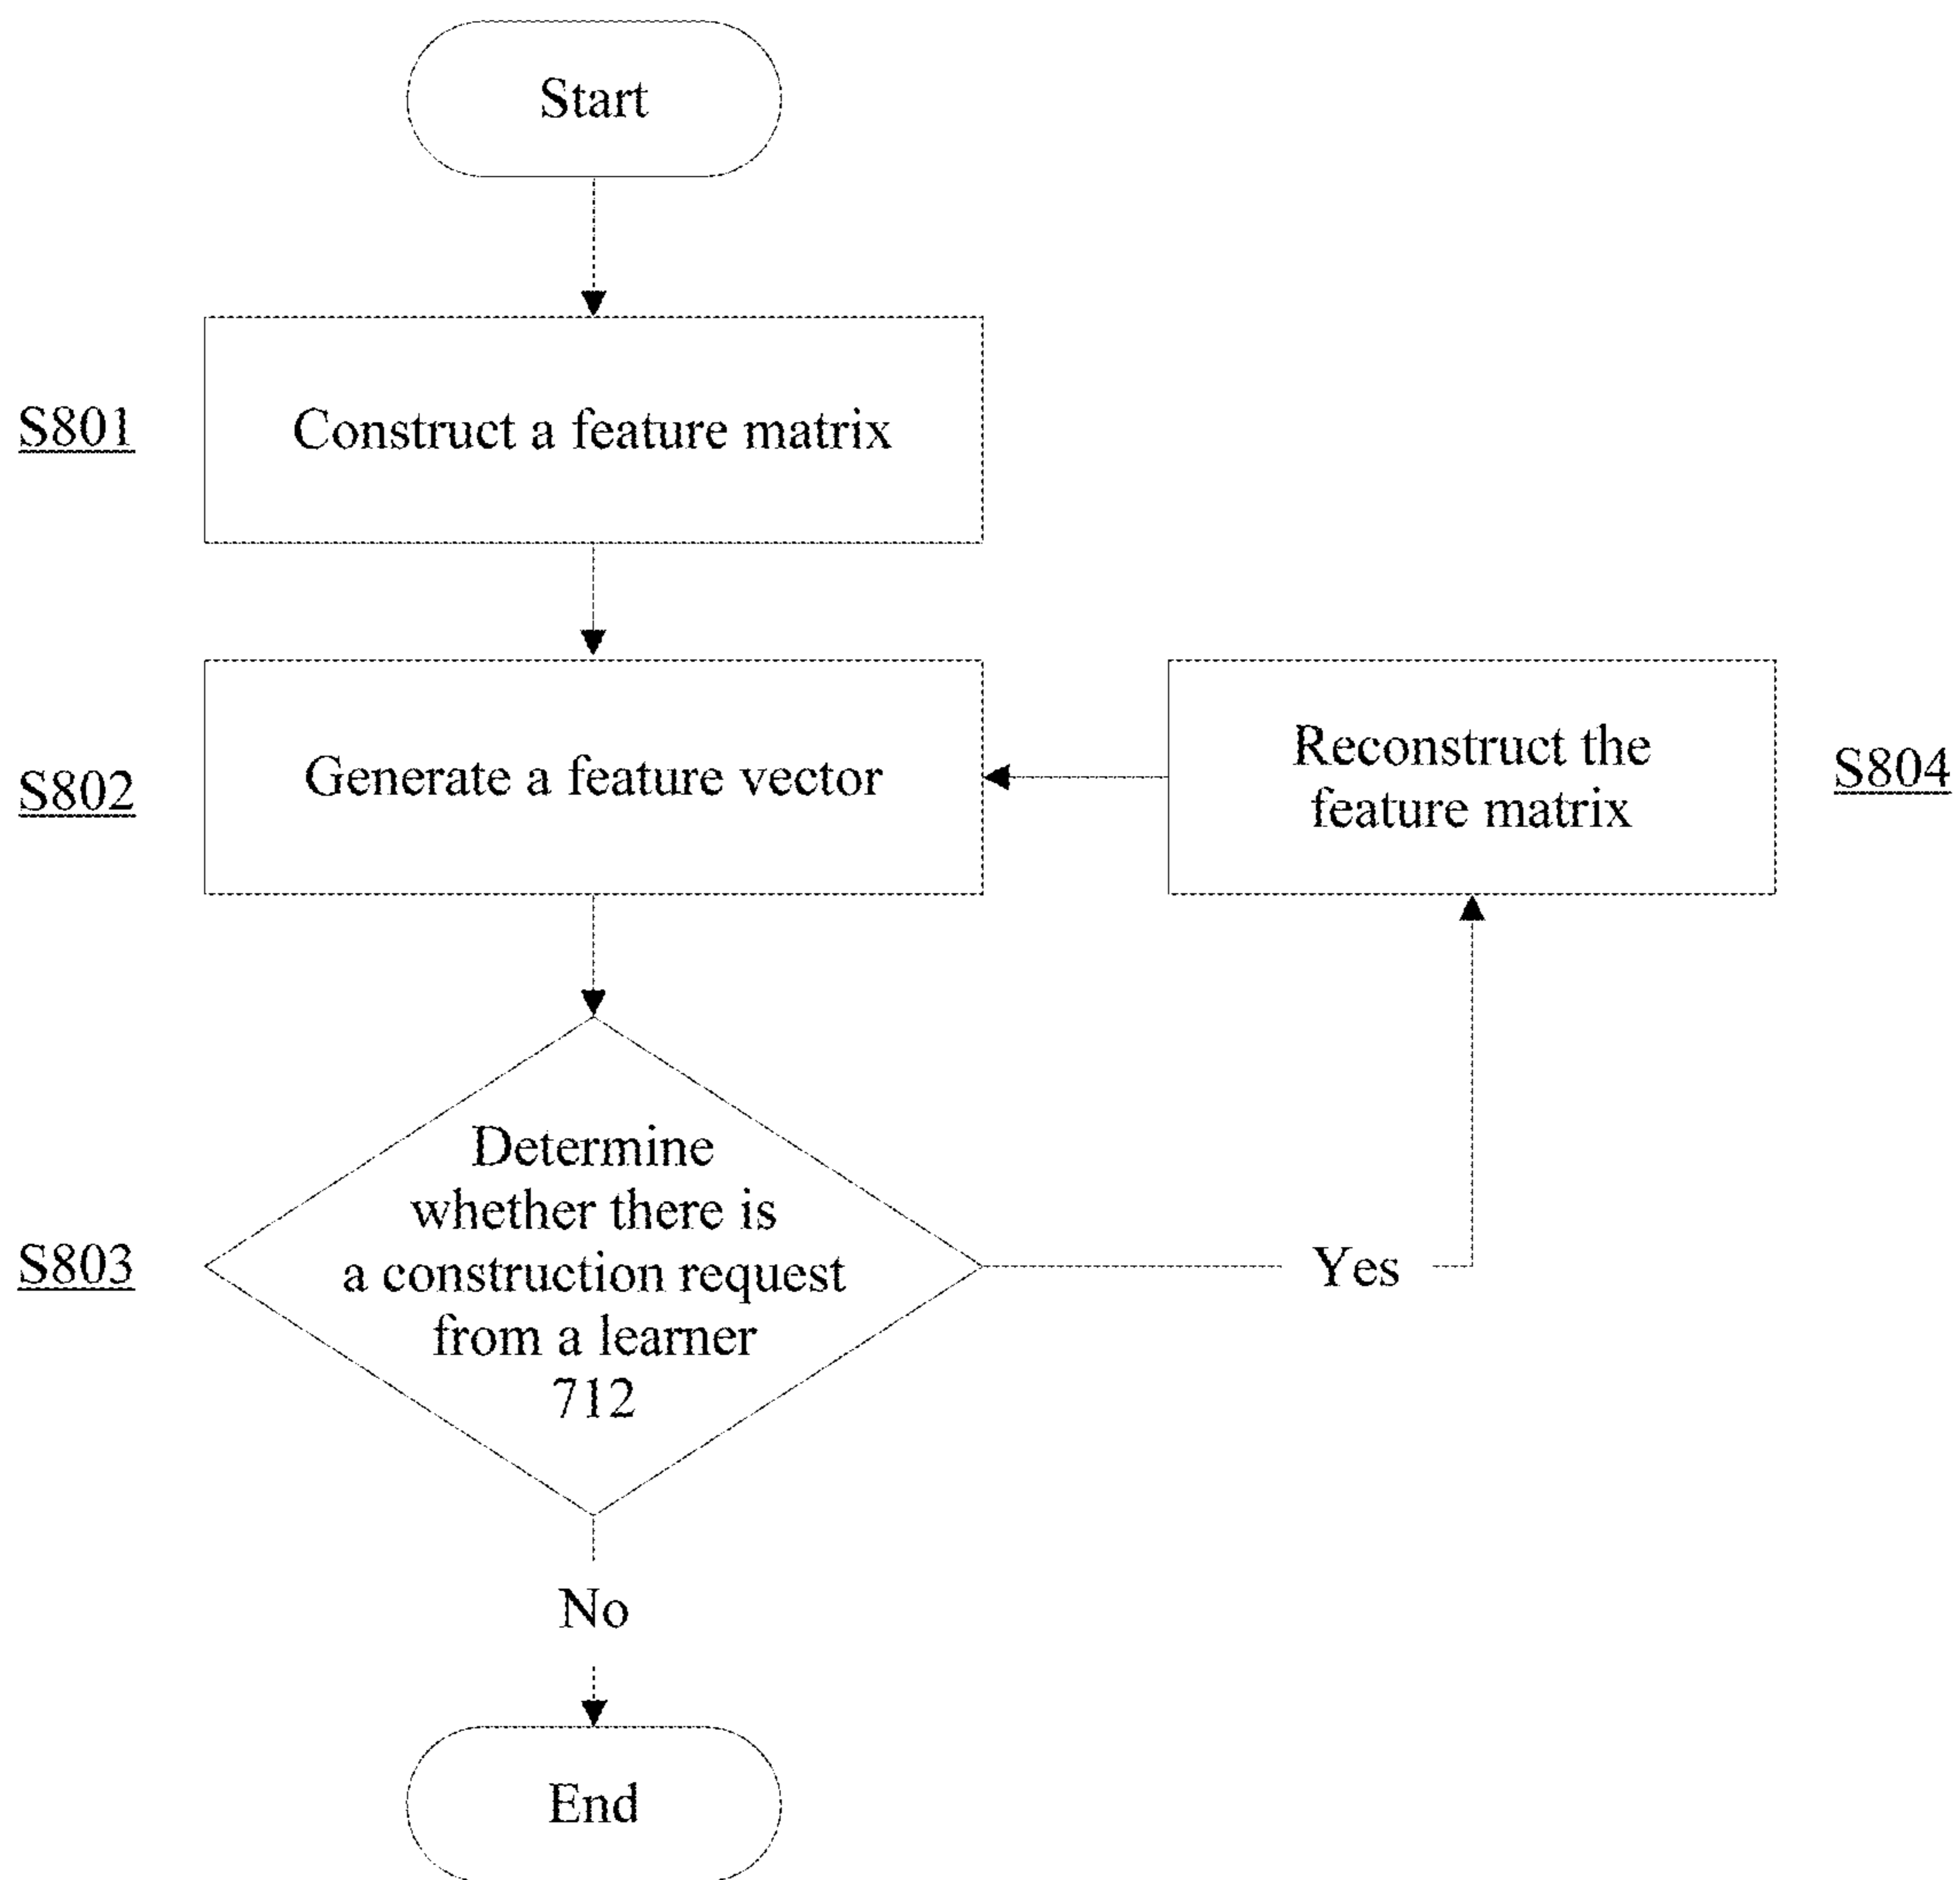 Start
S801
Construct a feature matrix
S802
Generate a feature vector
Reconstruct the
feature matrix
S804
S803
Determine
whether there is
a construction request
from a learner
712
Yes
No
End